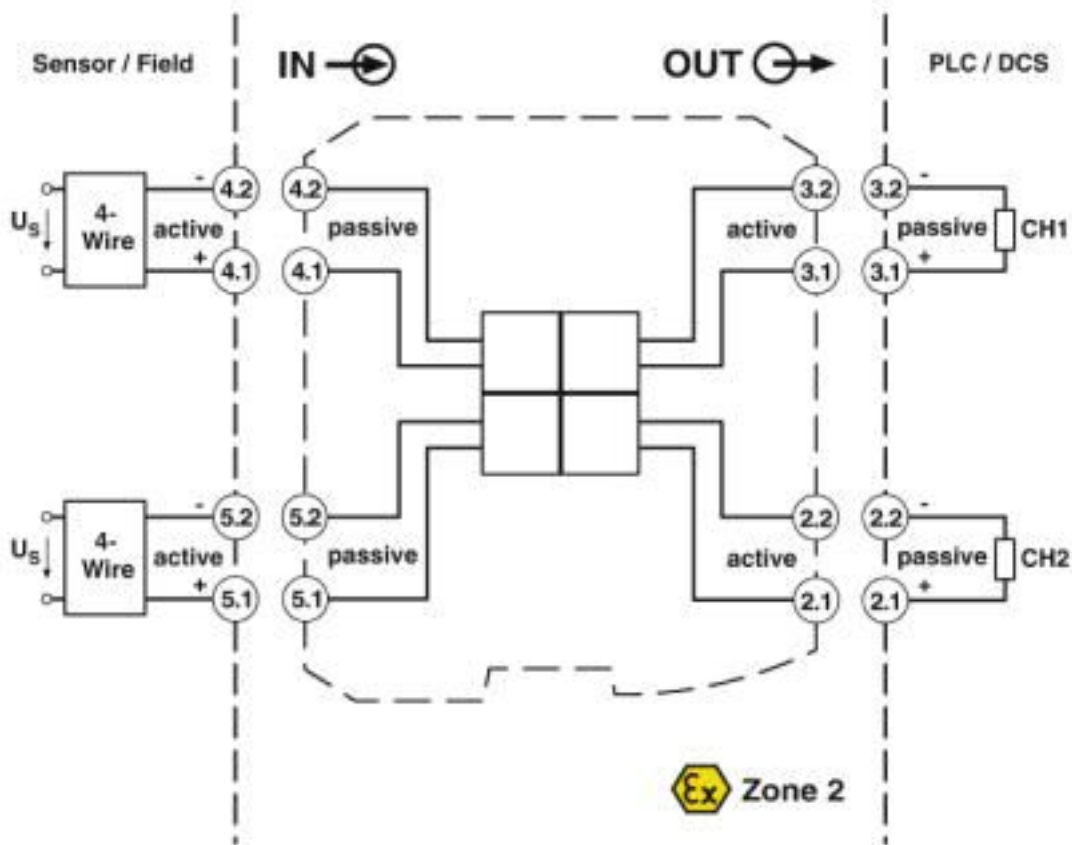 Sensor / Field IN OUT PLC / DCS
- 4.2 4.2 3.2 3.2 -
U_S 4-Wire active passive active passive CH1
+ 4.1 4.1 3.1 3.1 +
- 5.2 5.2 2.2 2.2 -
U_S 4-Wire active passive active passive CH2
+ 5.1 5.1 2.1 2.1 +
Ex Zone 2